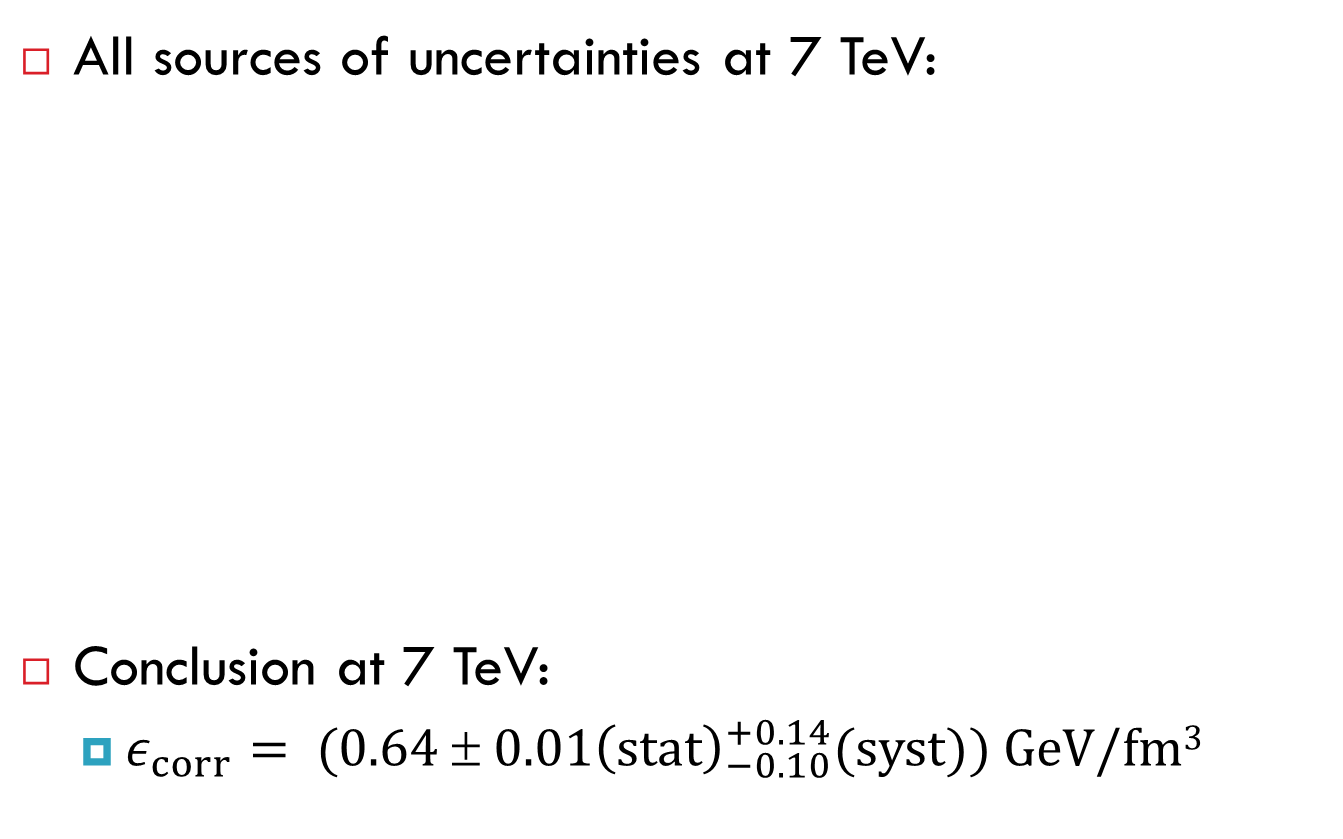 All sources of uncertainties at 7 TeV:
Conclusion at 7 TeV:
ϵ_corr = (0.64 ± 0.01(stat)^{+0.14}_{−0.10}(syst)) GeV/fm³